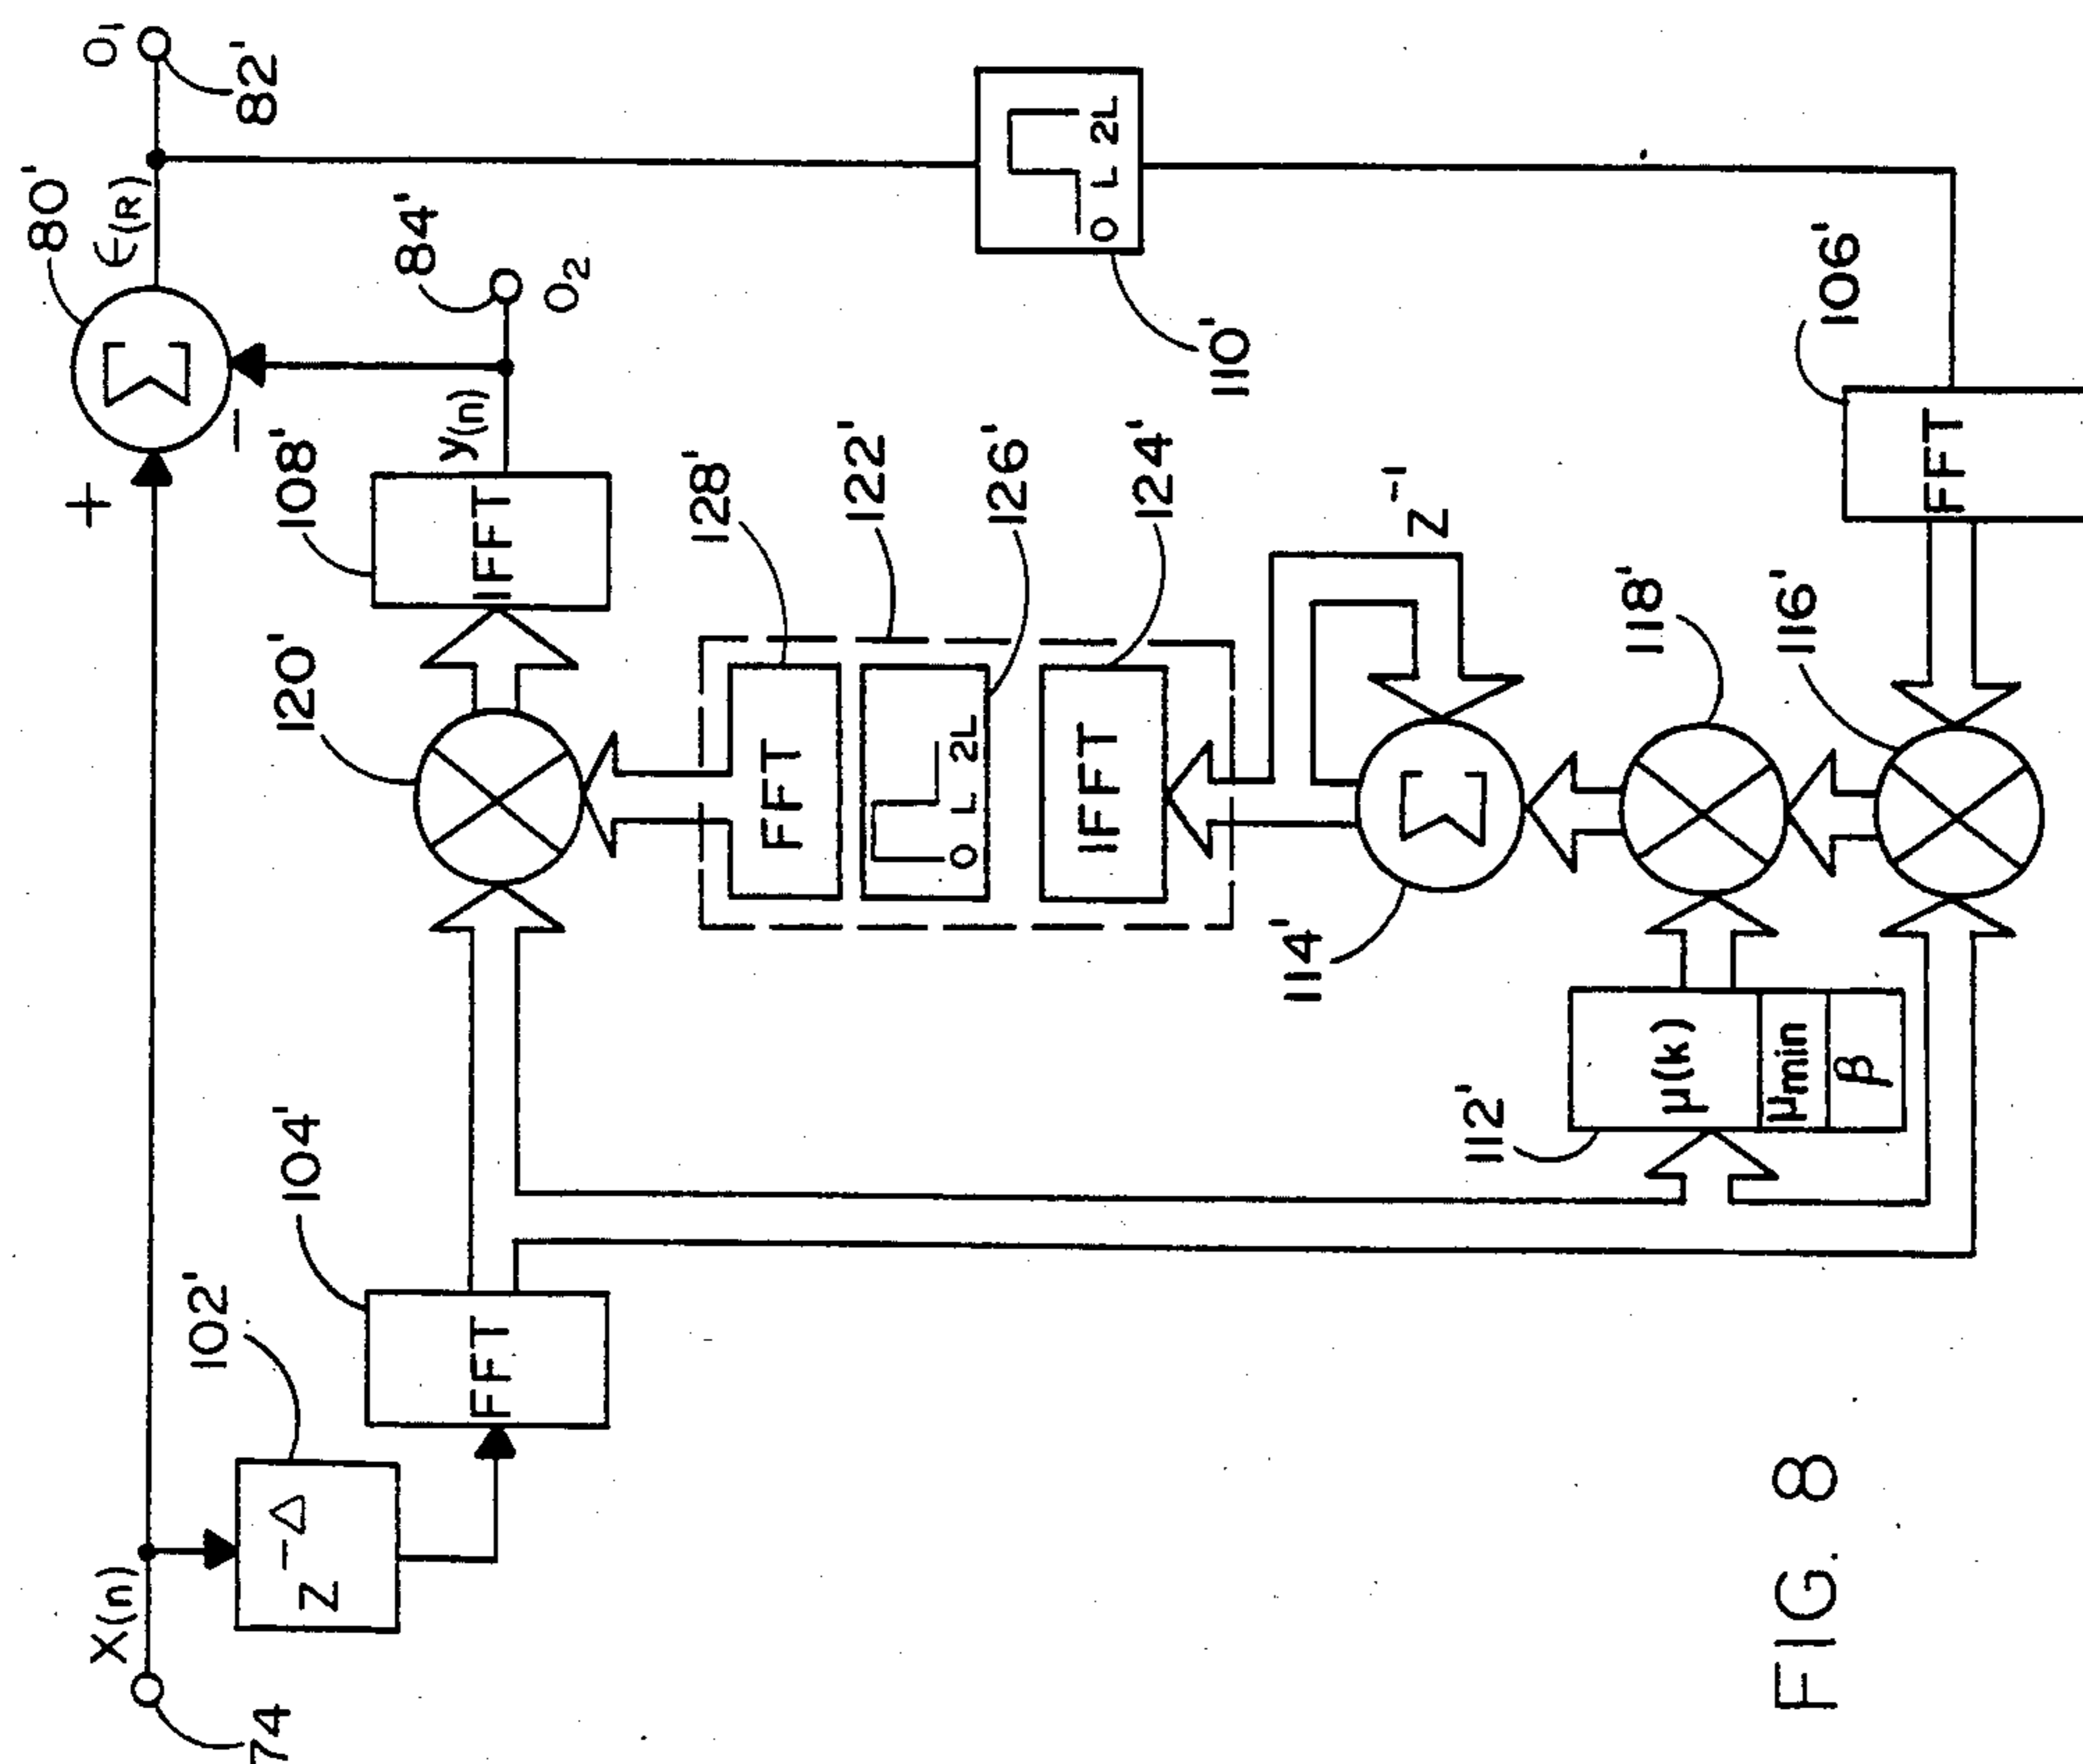 X(n)
74
102'
Z^-Δ
104'
FFT
+
−
80'
Σ
ϵ(R)
O1
82'
84'
O2
y(n)
108'
IFFT
120'
128'
FFT
122'
126'
O L 2L
124'
IFFT
110'
O L 2L
Z^-1
114'
Σ
118'
116'
106'
FFT
112'
μ(k)
μmin
β
FIG. 8